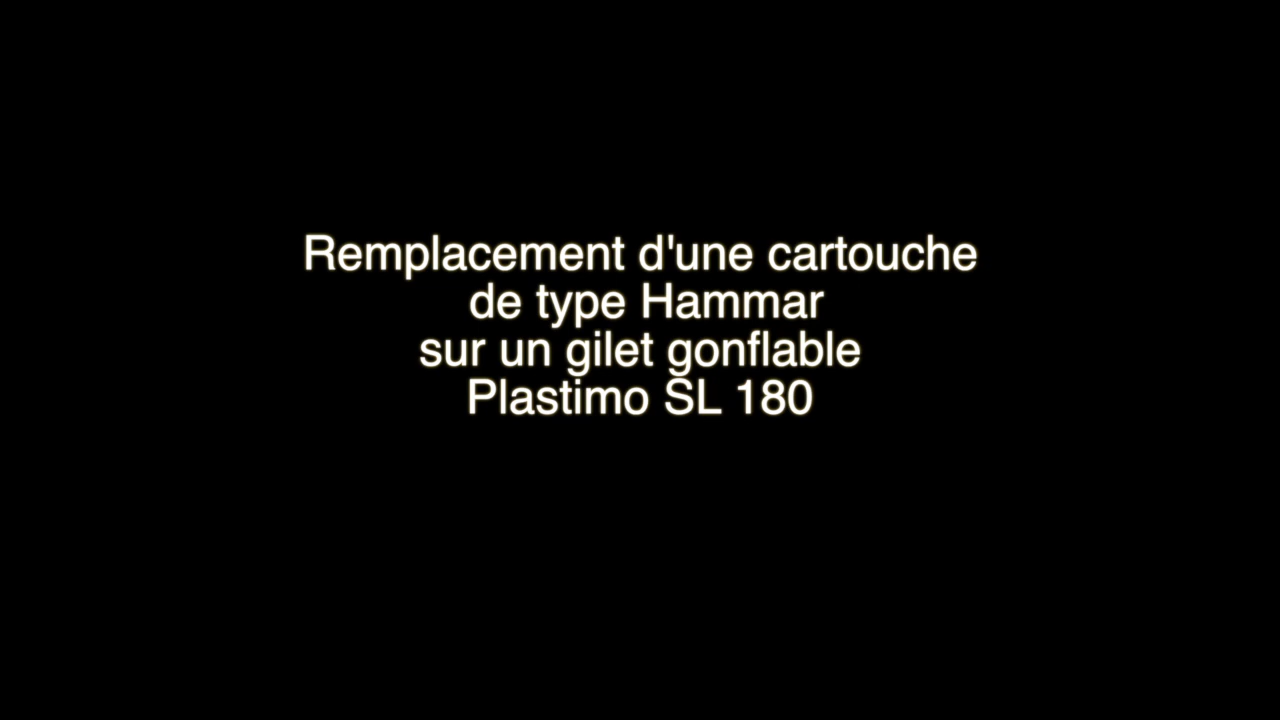 Remplacement d'une cartouche
de type Hammar
sur un gilet gonflable
Plastimo SL 180